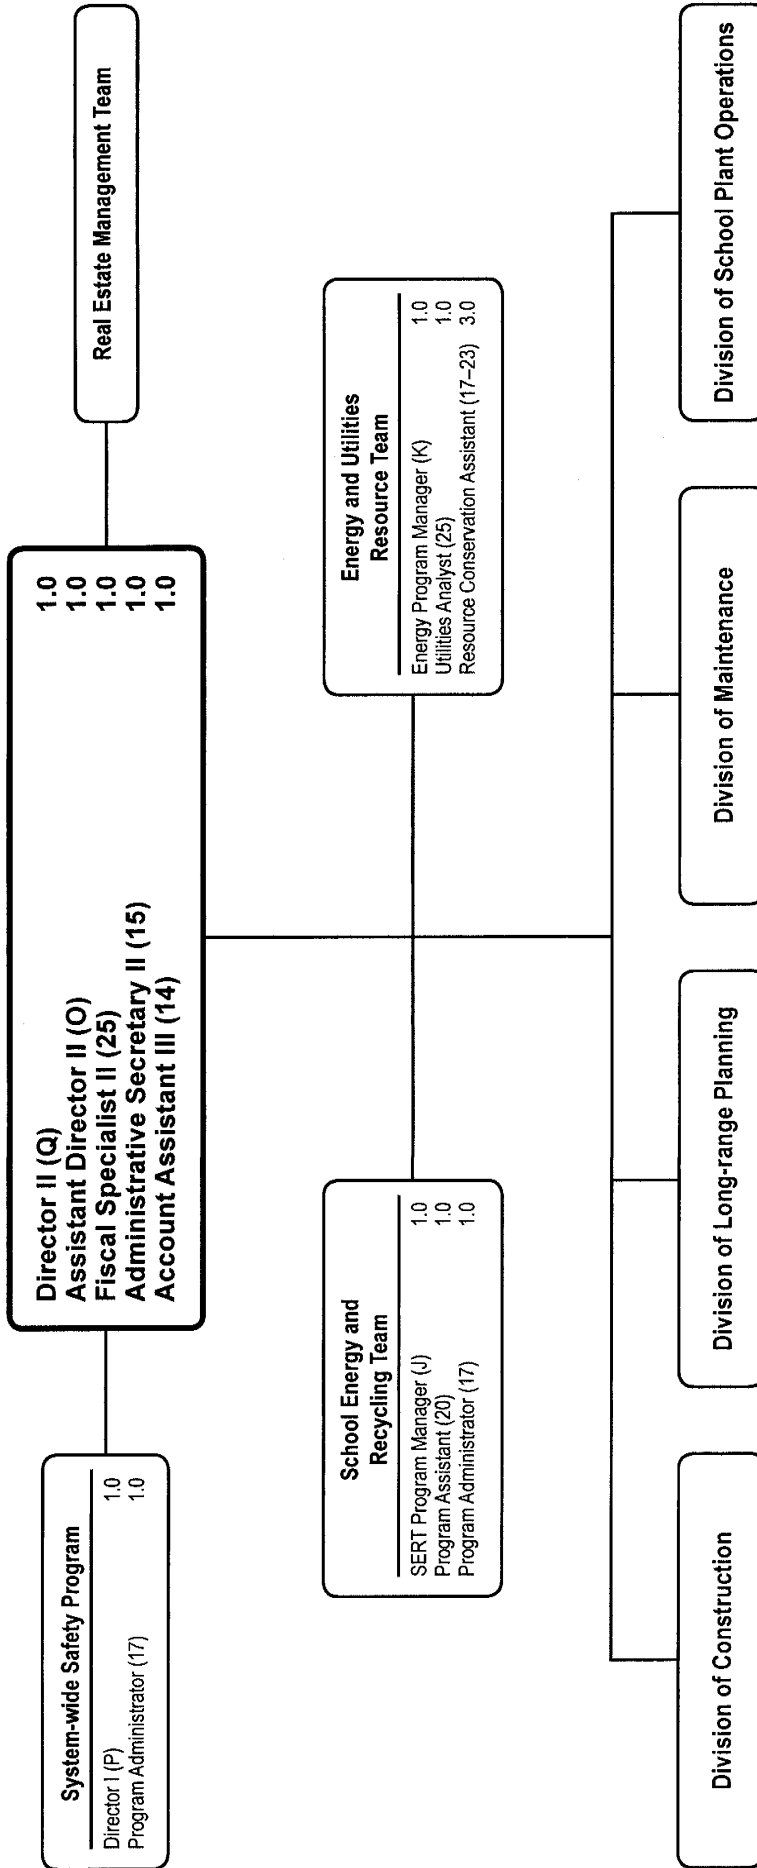 Director II (Q) 1.0
Assistant Director II (O) 1.0
Fiscal Specialist II (25) 1.0
Administrative Secretary II (15) 1.0
Account Assistant III (14) 1.0
System-wide Safety Program
Director I (P) 1.0
Program Administrator (17) 1.0
Real Estate Management Team
School Energy and
Recycling Team
SERT Program Manager (J) 1.0
Program Assistant (20) 1.0
Program Administrator (17) 1.0
Energy and Utilities
Resource Team
Energy Program Manager (K) 1.0
Utilities Analyst (25) 1.0
Resource Conservation Assistant (17–23) 3.0
Division of Construction
Division of Long-range Planning
Division of Maintenance
Division of School Plant Operations